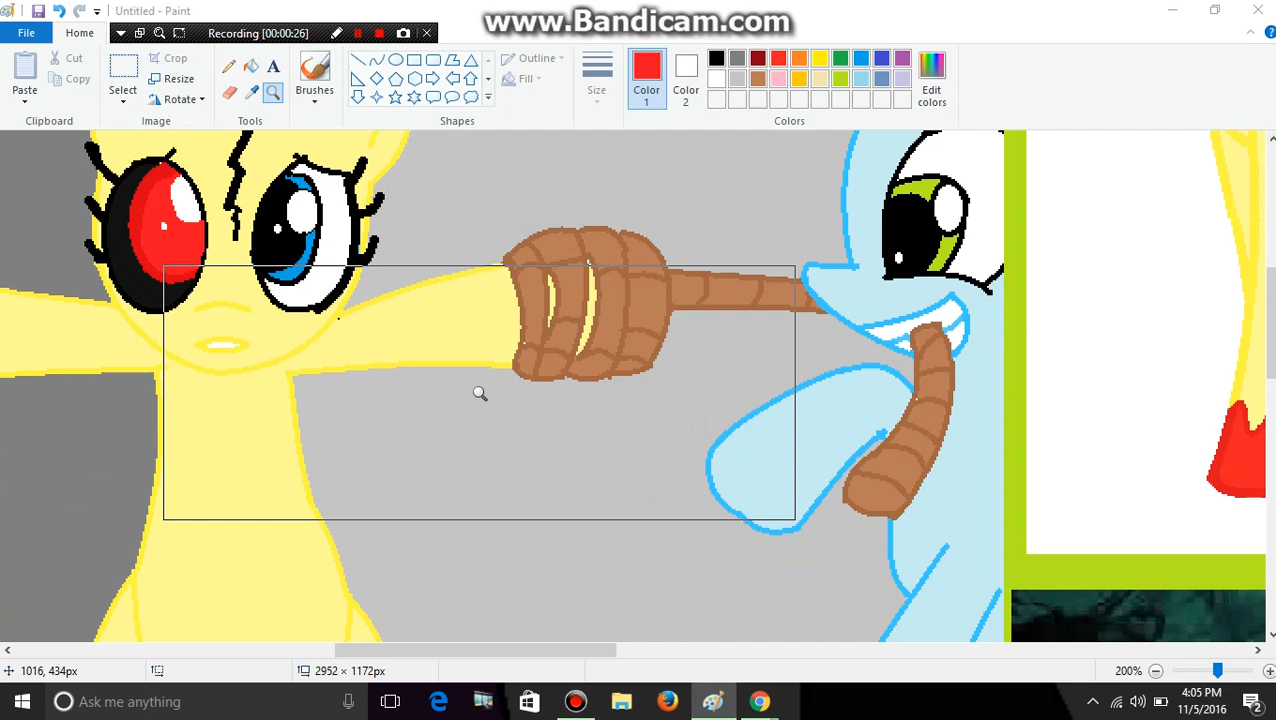 www.Bandicam.com
Untitled - Paint
File Home Recording [00:00:26]
Paste Cut Copy
Clipboard
Select Crop Resize Rotate
Image
A
Tools
Brushes
Outline Fill
Shapes
Size
Color 1
Color 2
Edit colors
Colors
1016, 434px
2952 × 1172px
200%
Ask me anything
4:05 PM
11/5/2016
2